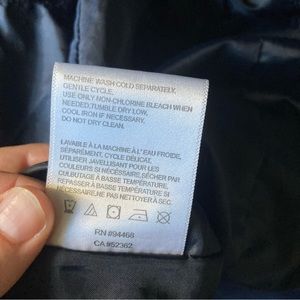 MACHINE WASH COLD SEPARATELY,
GENTLE CYCLE.
USE ONLY NON-CHLORINE BLEACH WHEN
NEEDED, TUMBLE DRY LOW,
COOL IRON IF NECESSARY.
DO NOT DRY CLEAN.
LAVABLE À LA MACHINE À L'EAU FROIDE,
SÉPARÉMENT, CYCLE DÉLICAT,
UTILISER JAVELLISANT POUR LES
COULEURS SI NÉCESSAIRE, SÉCHER PAR
CULBUTAGE À BASSE TEMPÉRATURE,
REPASSER À BASSE TEMPÉRATURE SI
NÉCESSAIRE. NE PAS NETTOYER À SEC.
RN #94468
CA #52362